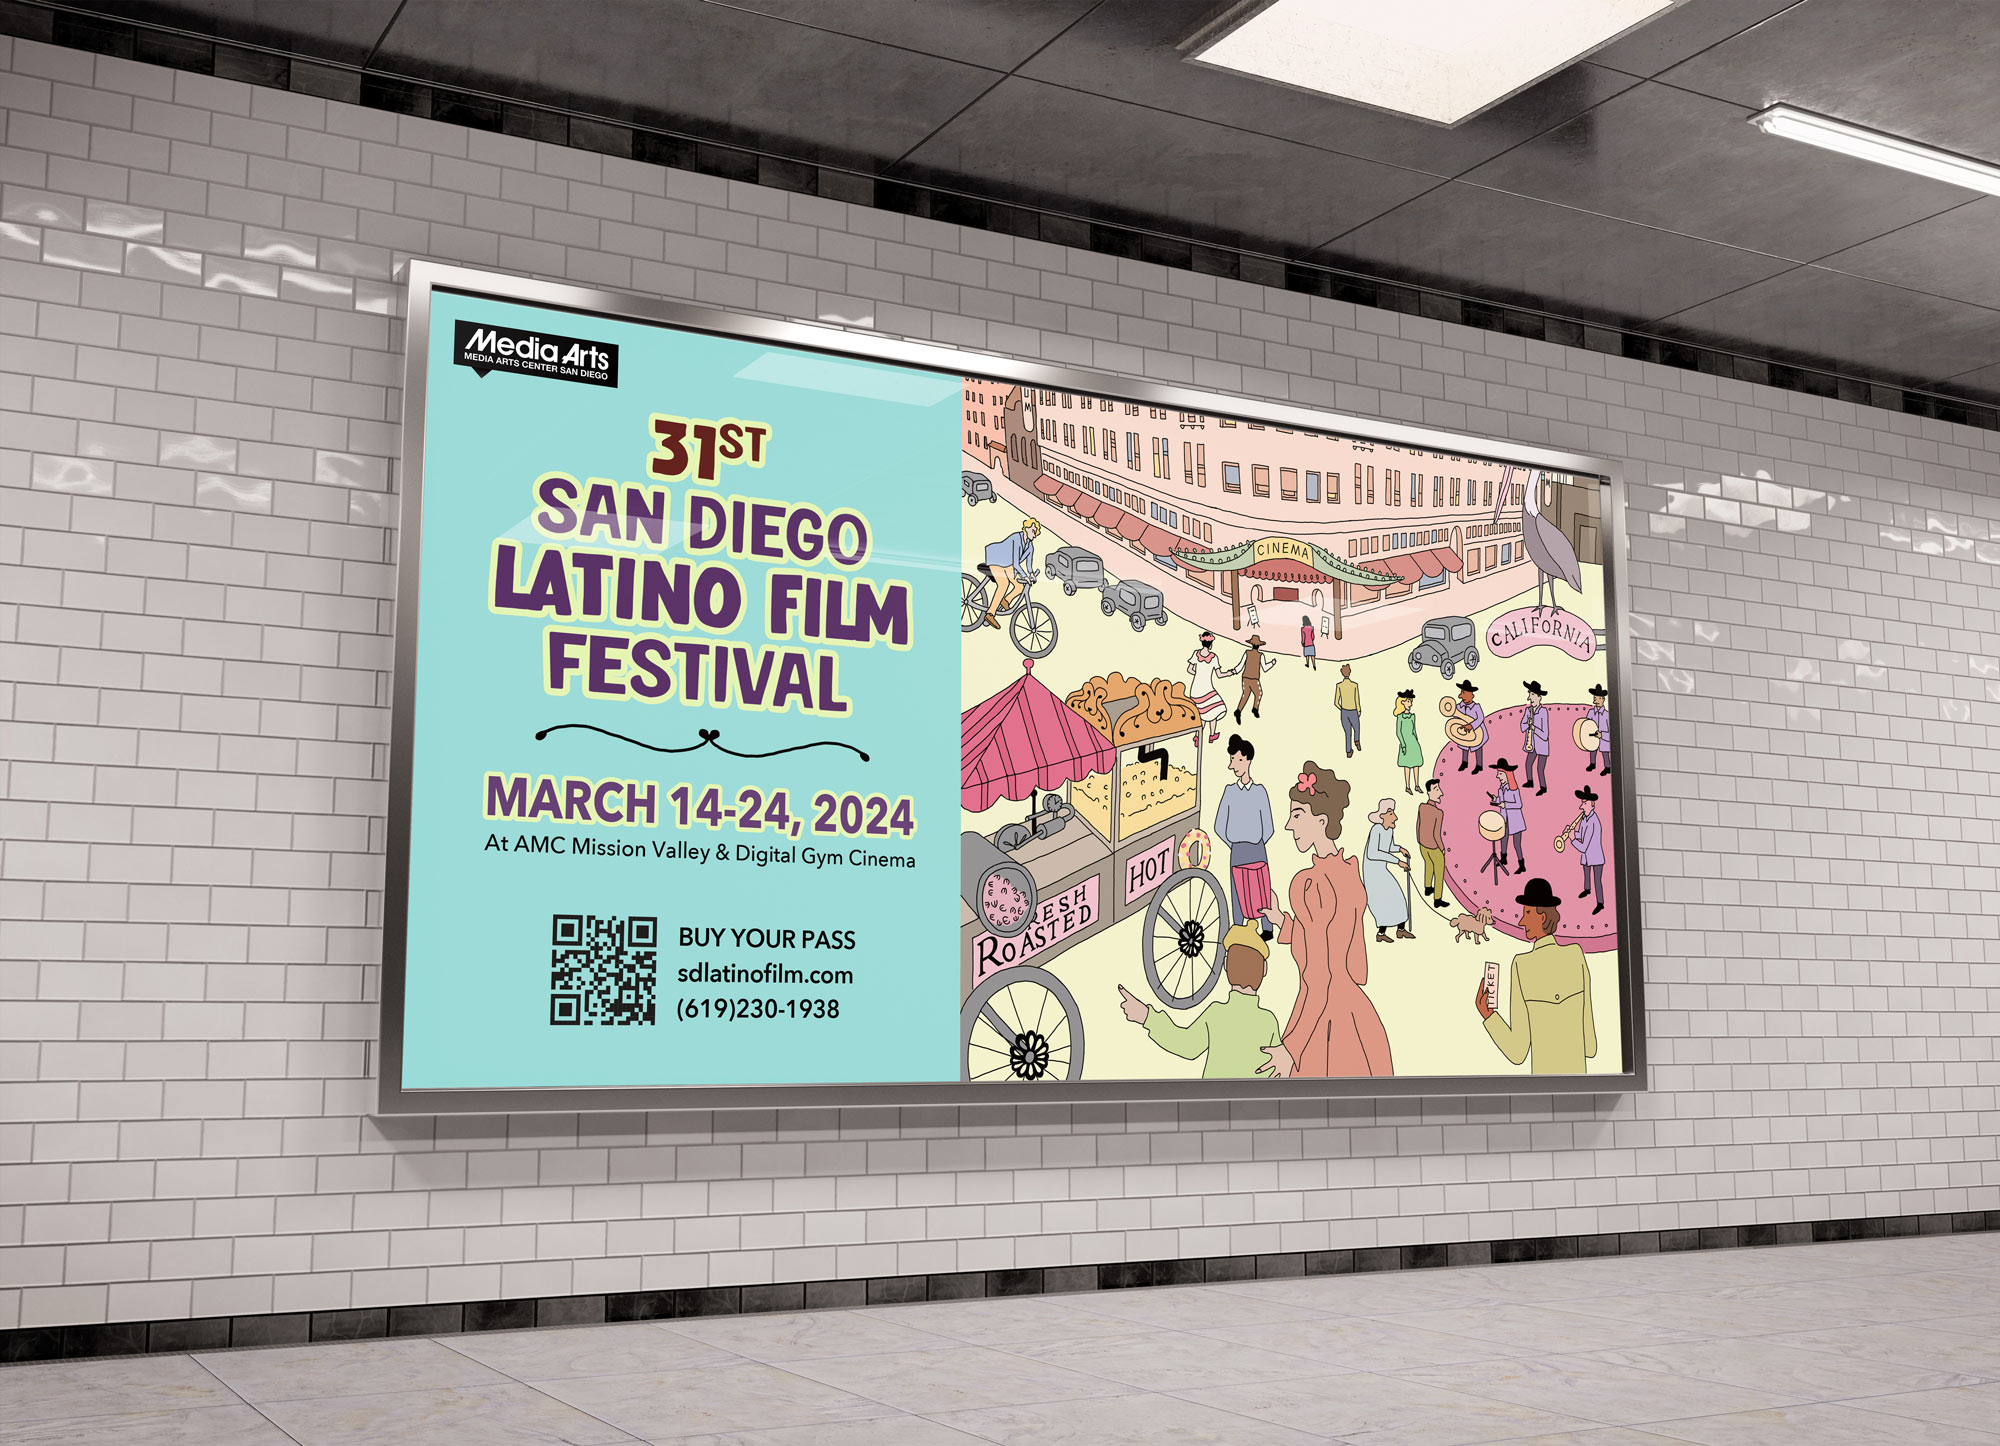 Media Arts
MEDIA ARTS CENTER SAN DIEGO
31ST
SAN DIEGO
LATINO FILM
FESTIVAL
MARCH 14-24, 2024
At AMC Mission Valley & Digital Gym Cinema
BUY YOUR PASS
sdlatinofilm.com
(619)230-1938
CINEMA
CALIFORNIA
HOT
RESH
ROASTED
TICKET